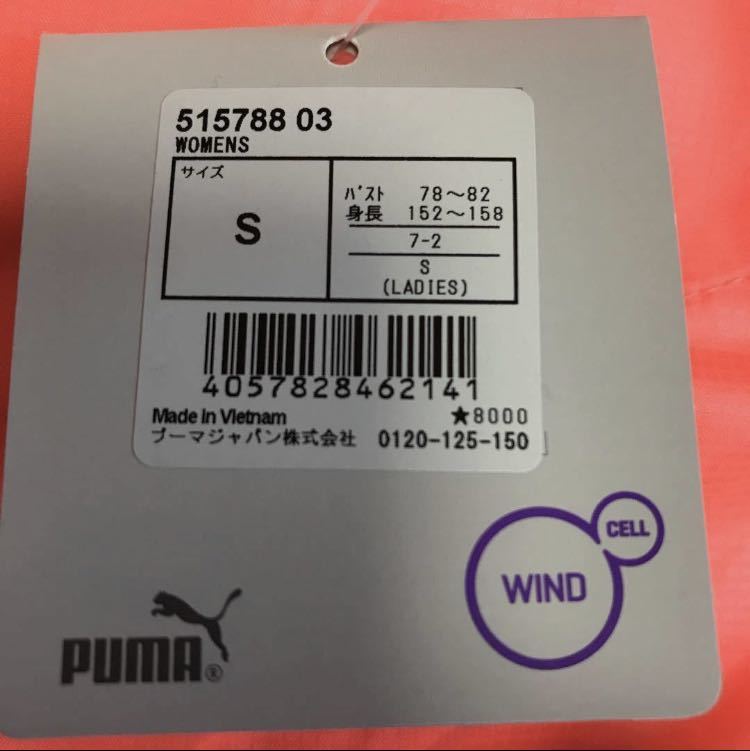 515788 03
WOMENS
サイズ
S
バスト 78～82
身長 152～158
7-2
S
(LADIES)
4057828462141
Made in Vietnam ★8000
プーマジャパン株式会社 0120-125-150
CELL
WIND
PUMA®